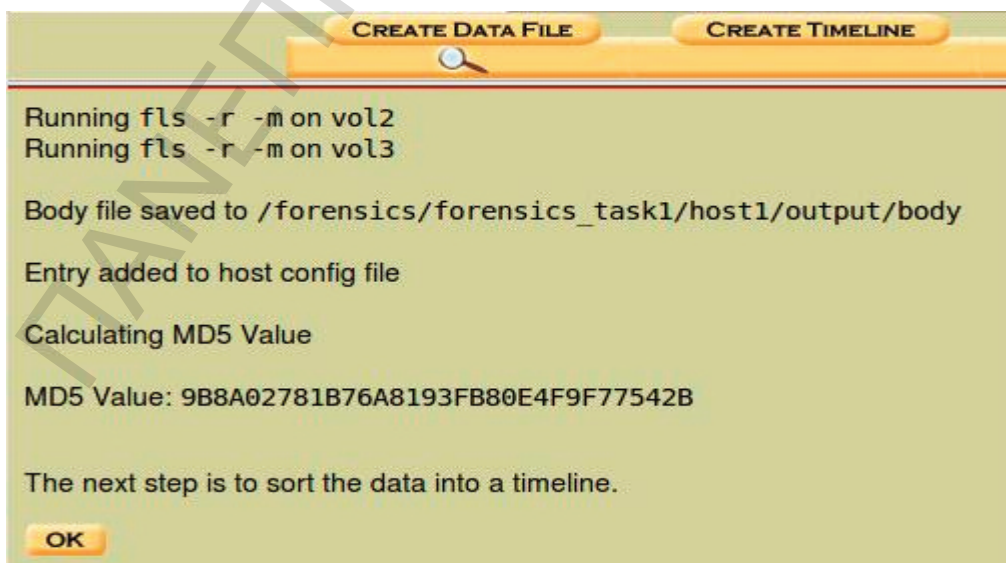 CREATE DATA FILE
CREATE TIMELINE
Running fls -r -m on vol2
Running fls -r -m on vol3
Body file saved to /forensics/forensics_task1/host1/output/body
Entry added to host config file
Calculating MD5 Value
MD5 Value: 9B8A02781B76A8193FB80E4F9F77542B
The next step is to sort the data into a timeline.
OK
ΠΑΝΕΠ